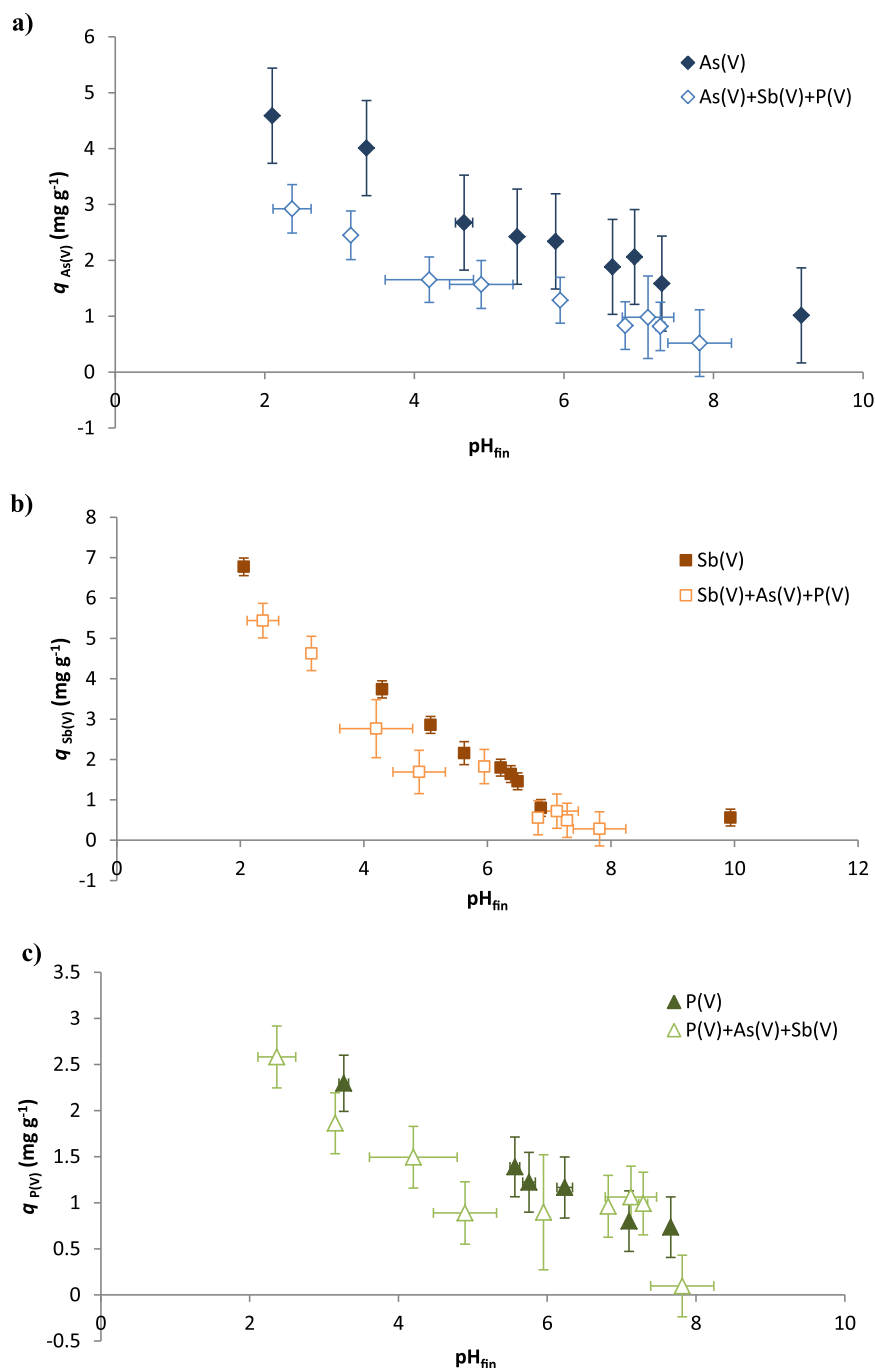 a)
6
5
4
3
2
1
0
-1
q As(V) (mg g-1)
As(V)
As(V)+Sb(V)+P(V)
0 2 4 6 8 10
pHfin
b)
8
7
6
5
4
3
2
1
0
-1
q Sb(V) (mg g-1)
Sb(V)
Sb(V)+As(V)+P(V)
0 2 4 6 8 10 12
pHfin
c)
3.5
3
2.5
2
1.5
1
0.5
0
-0.5
q P(V) (mg g-1)
P(V)
P(V)+As(V)+Sb(V)
0 2 4 6 8 10
pHfin